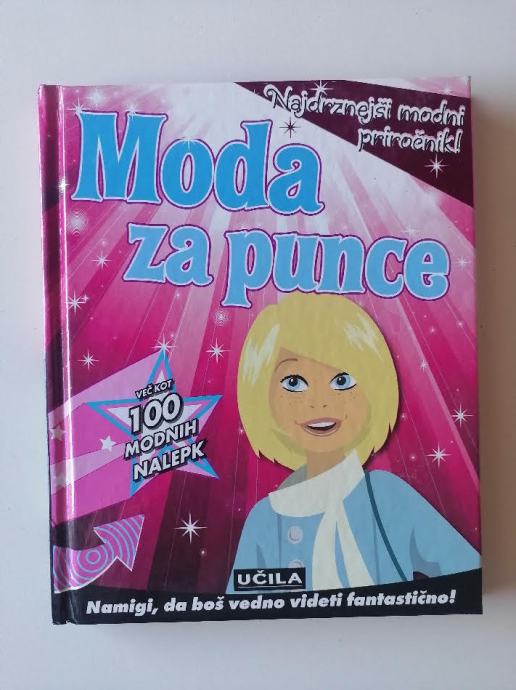 Najdrznejši modni
priročnik!
Moda
za punce
VEČ KOT
100
MODNIH
NALEPK
UČILA
Namigi, da boš vedno videti fantastično!